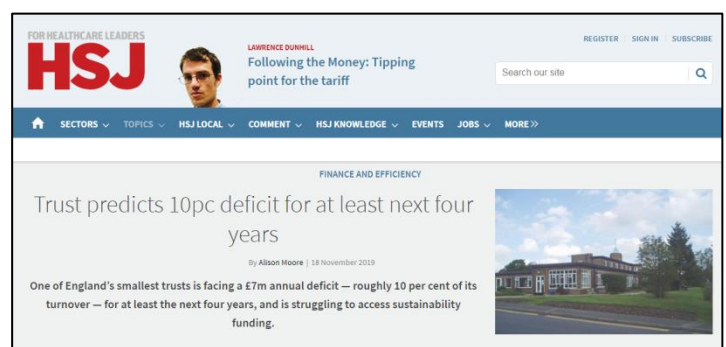 FOR HEALTHCARE LEADERS
HSJ
LAWRENCE DUNHILL
Following the Money: Tipping
point for the tariff
REGISTER SIGN IN SUBSCRIBE
Search our site
SECTORS TOPICS HSJ LOCAL COMMENT HSJ KNOWLEDGE EVENTS JOBS MORE
FINANCE AND EFFICIENCY
Trust predicts 10pc deficit for at least next four
years
By Alison Moore | 18 November 2019
One of England's smallest trusts is facing a £7m annual deficit — roughly 10 per cent of its
turnover — for at least the next four years, and is struggling to access sustainability
funding.